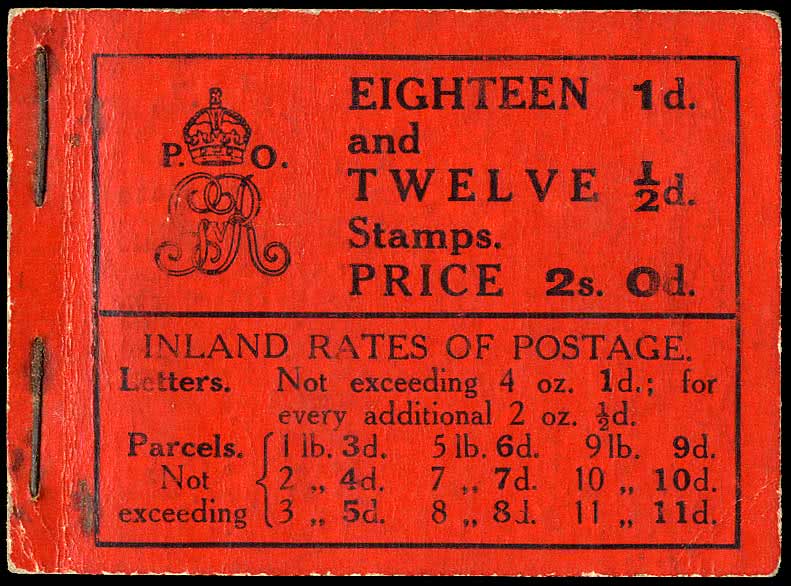 P. O.
GvR
EIGHTEEN 1d.
and
TWELVE ½d.
Stamps.
PRICE 2s. 0d.
INLAND RATES OF POSTAGE.
Letters. Not exceeding 4 oz. 1d.; for
every additional 2 oz. ½d.
Parcels. { 1 lb. 3d. 5 lb. 6d. 9 lb. 9d.
Not 2 „ 4d. 7 „ 7d. 10 „ 10d.
exceeding 3 „ 5d. 8 „ 8d. 11 „ 11d.